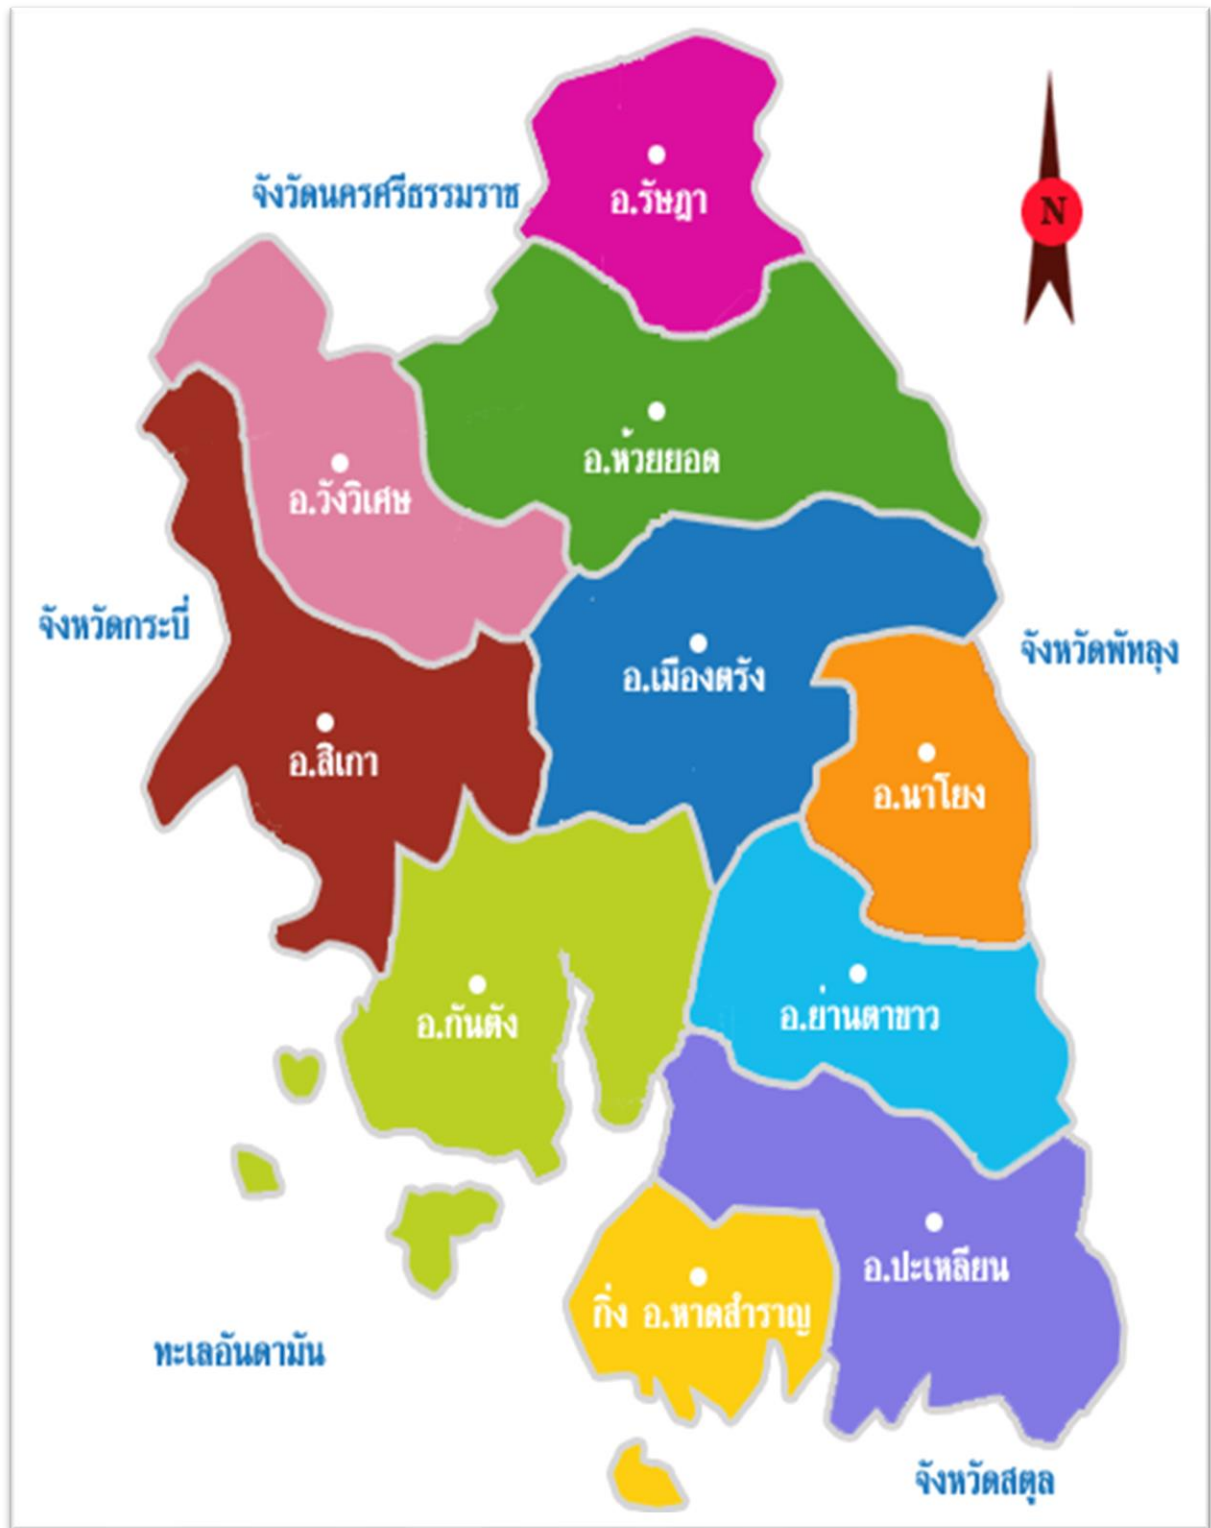 N
อ.รัษฎา
จังวัดนครศรีธรรมราช
อ.ห้วยยอด
อ.วังวิเศษ
จังหวัดกระบี่
จังหวัดพัทลุง
อ.เมืองตรัง
อ.สิเกา
อ.นาโยง
อ.ย่านตาขาว
อ.กันตัง
อ.ปะเหลียน
กิ่ง อ.หาดสำราญ
ทะเลอันดามัน
จังหวัดสตูล